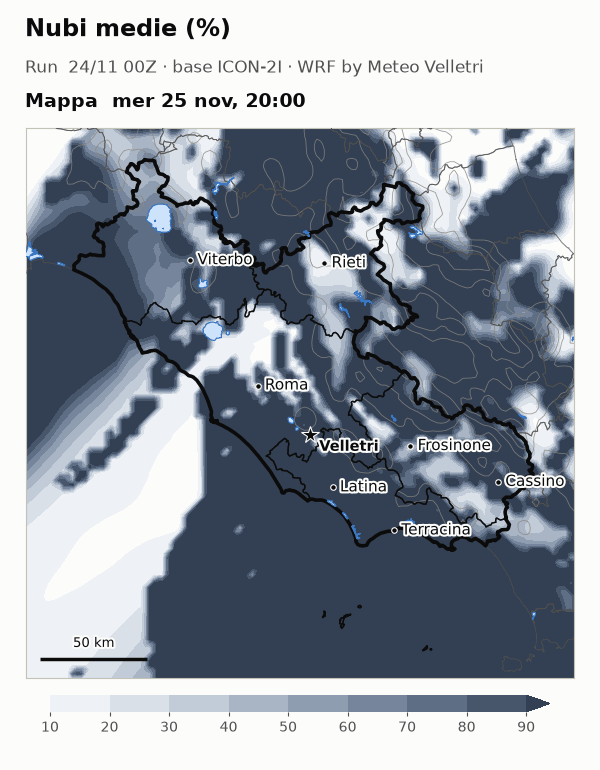 Nubi medie (%)
Run  24/11 00Z · base ICON-2I · WRF by Meteo Velletri
Mappa  mer 25 nov, 20:00
Viterbo
Rieti
Roma
Velletri
Frosinone
Cassino
Latina
Terracina
50 km
10 20 30 40 50 60 70 80 90